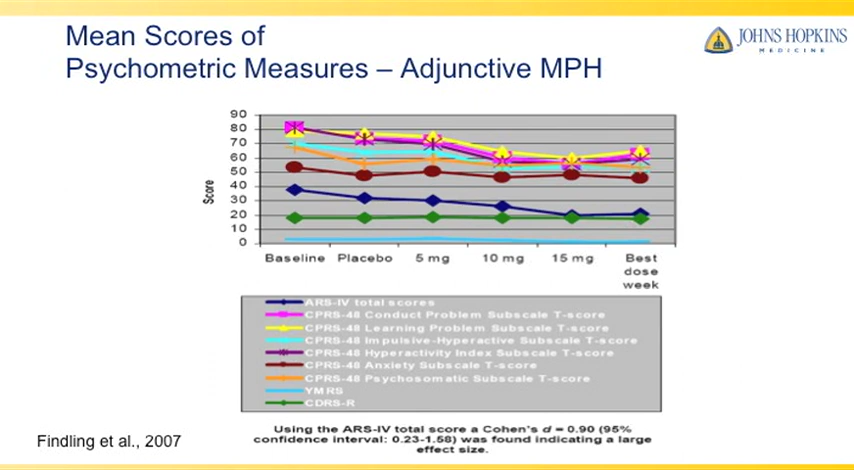 Mean Scores of
Psychometric Measures – Adjunctive MPH
JOHNS HOPKINS
MEDICINE
90
80
70
60
50
40
30
20
10
0
Score
Baseline Placebo 5 mg 10 mg 15 mg Best
dose
week
ARS-IV total scores
CPRS-48 Conduct Problem Subscale T-score
CPRS-48 Learning Problem Subscale T-score
CPRS-48 Impulsive-Hyperactive Subscale T-score
CPRS-48 Hyperactivity Index Subscale T-score
CPRS-48 Anxiety Subscale T-score
CPRS-48 Psychosomatic Subscale T-score
YMRS
CDRS-R
Using the ARS-IV total score a Cohen's d = 0.90 (95%
confidence interval: 0.23-1.58) was found indicating a large
effect size.
Findling et al., 2007